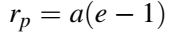 r_p = a(e − 1)